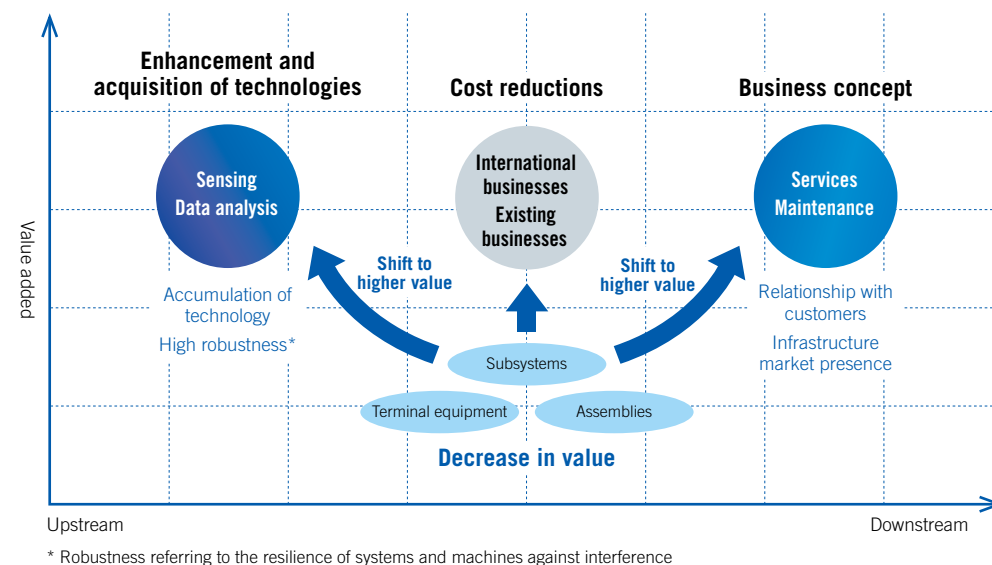 Enhancement and
acquisition of technologies
Cost reductions
Business concept
Sensing
Data analysis
International
businesses
Existing
businesses
Services
Maintenance
Value added
Shift to
higher value
Shift to
higher value
Accumulation of
technology
High robustness*
Relationship with
customers
Infrastructure
market presence
Subsystems
Terminal equipment
Assemblies
Decrease in value
Upstream
Downstream
* Robustness referring to the resilience of systems and machines against interference